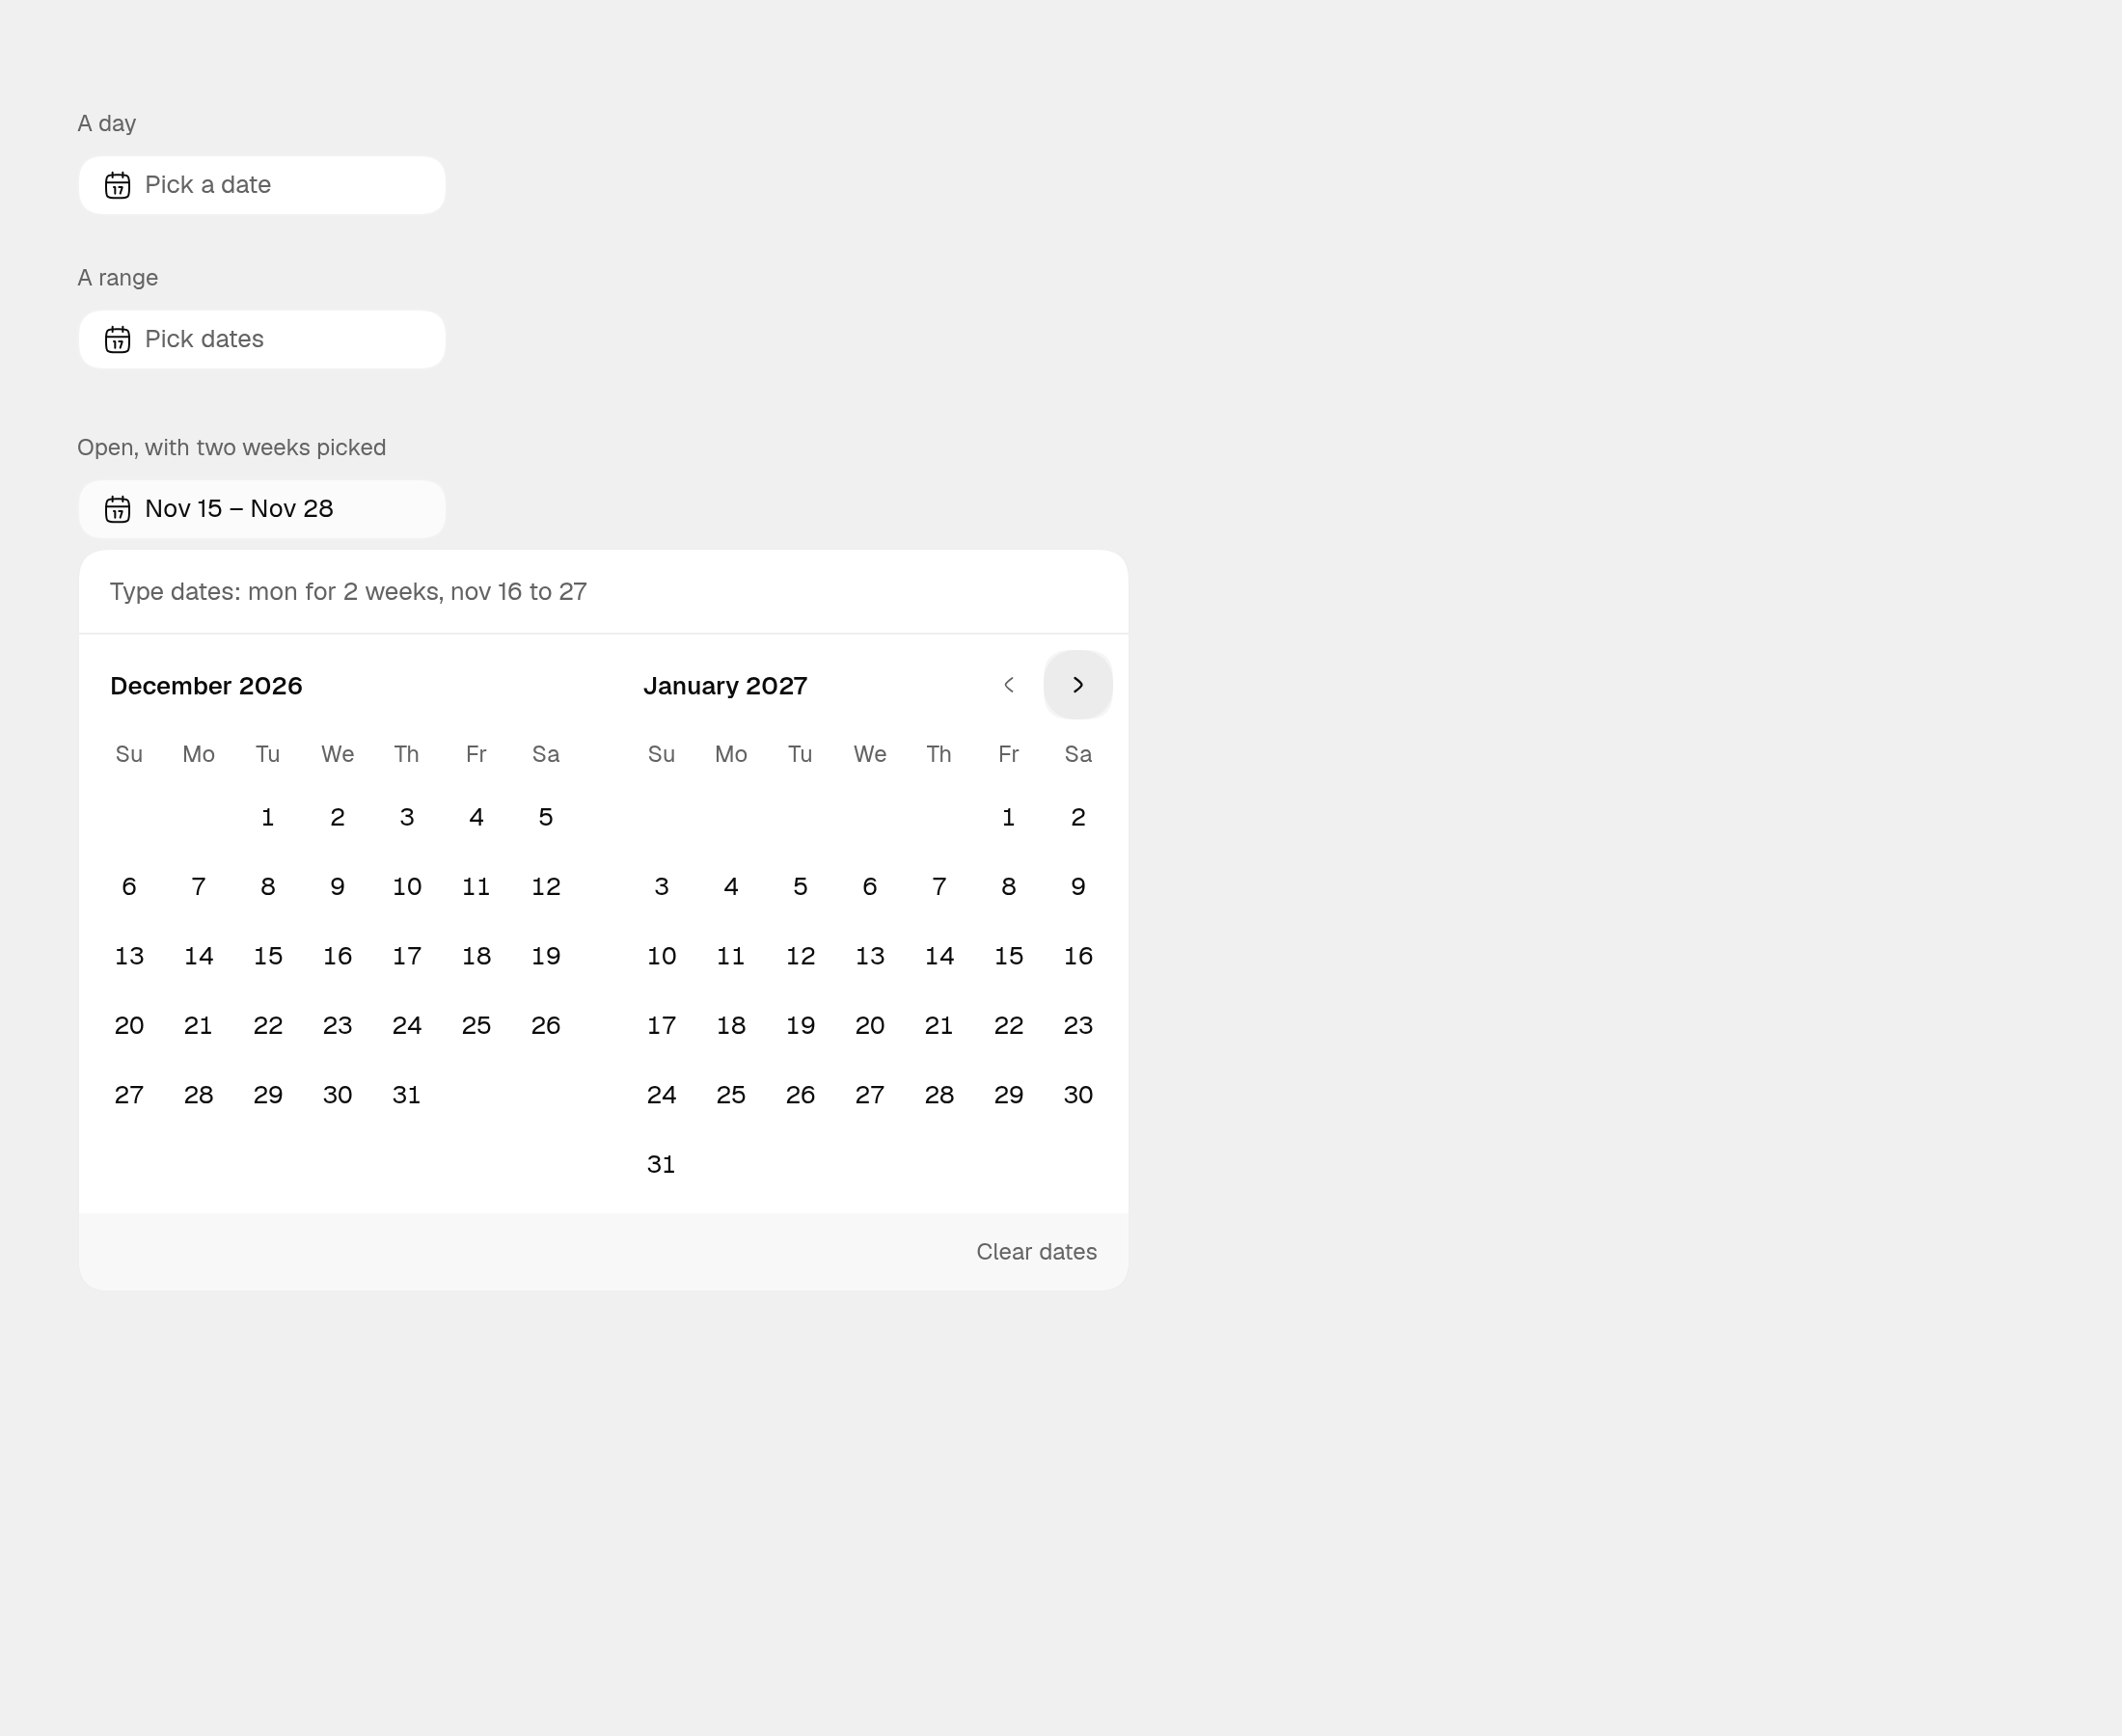 A day
17 Pick a date
A range
17 Pick dates
Open, with two weeks picked
17 Nov 15 – Nov 28
Type dates: mon for 2 weeks, nov 16 to 27
December 2026
Su Mo Tu We Th Fr Sa
1 2 3 4 5
6 7 8 9 10 11 12
13 14 15 16 17 18 19
20 21 22 23 24 25 26
27 28 29 30 31
January 2027
Su Mo Tu We Th Fr Sa
1 2
3 4 5 6 7 8 9
10 11 12 13 14 15 16
17 18 19 20 21 22 23
24 25 26 27 28 29 30
31
Clear dates